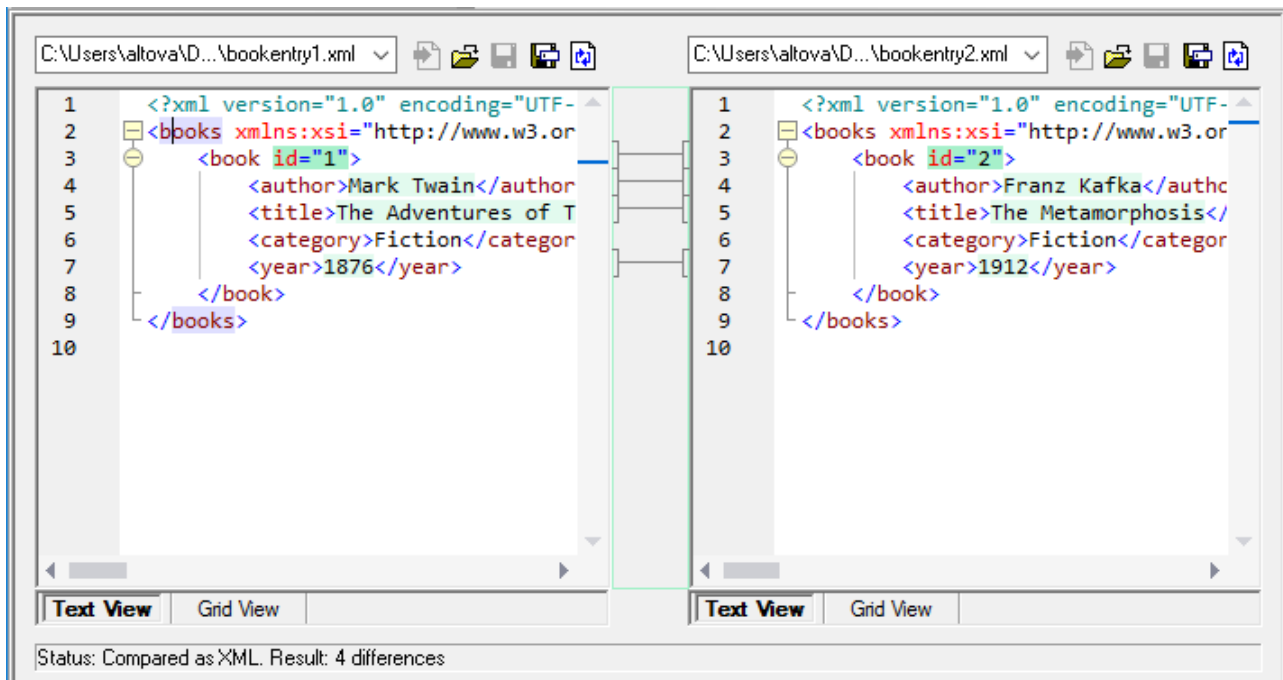 C:\Users\altova\D...\bookentry1.xml
1 <?xml version="1.0" encoding="UTF-
2 <books xmlns:xsi="http://www.w3.or
3 <book id="1">
4 <author>Mark Twain</author
5 <title>The Adventures of T
6 <category>Fiction</categor
7 <year>1876</year>
8 </book>
9 </books>
10
Text View Grid View
C:\Users\altova\D...\bookentry2.xml
1 <?xml version="1.0" encoding="UTF-
2 <books xmlns:xsi="http://www.w3.or
3 <book id="2">
4 <author>Franz Kafka</autho
5 <title>The Metamorphosis</
6 <category>Fiction</categor
7 <year>1912</year>
8 </book>
9 </books>
10
Text View Grid View
Status: Compared as XML. Result: 4 differences